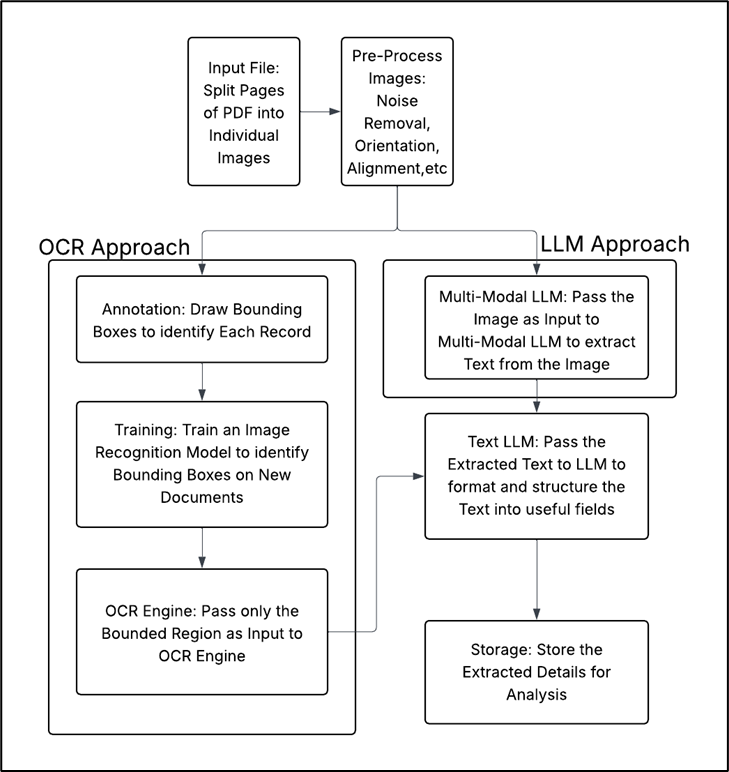 Input File:
Split Pages
of PDF into
Individual
Images
Pre-Process
Images:
Noise
Removal,
Orientation,
Alignment,etc
OCR Approach
Annotation: Draw Bounding
Boxes to identify Each Record
Training: Train an Image
Recognition Model to identify
Bounding Boxes on New
Documents
OCR Engine: Pass only the
Bounded Region as Input to
OCR Engine
LLM Approach
Multi-Modal LLM: Pass the
Image as Input to
Multi-Modal LLM to extract
Text from the Image
Text LLM: Pass the
Extracted Text to LLM to
format and structure the
Text into useful fields
Storage: Store the
Extracted Details for
Analysis